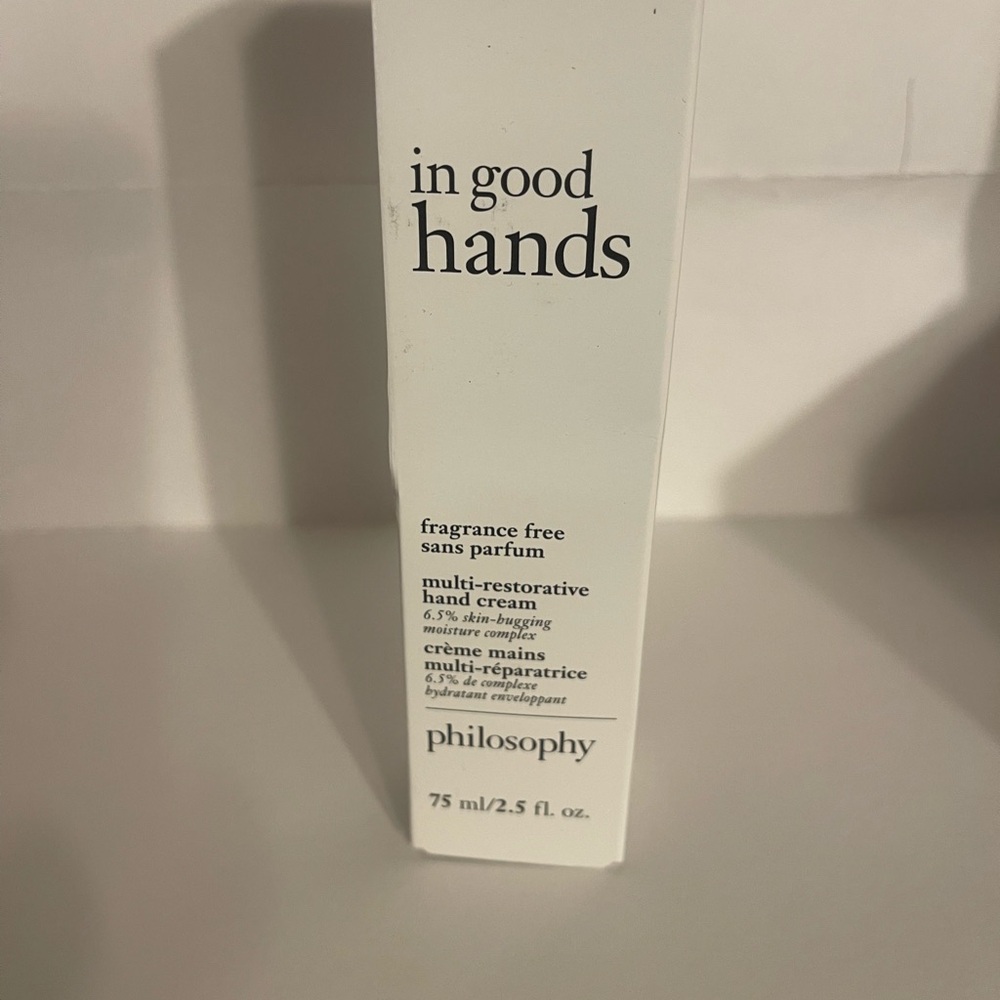 in good
hands
fragrance free
sans parfum
multi-restorative
hand cream
6.5% skin-hugging
moisture complex
crème mains
multi-réparatrice
6.5% de complexe
hydratant enveloppant
philosophy
75 ml/2.5 fl. oz.